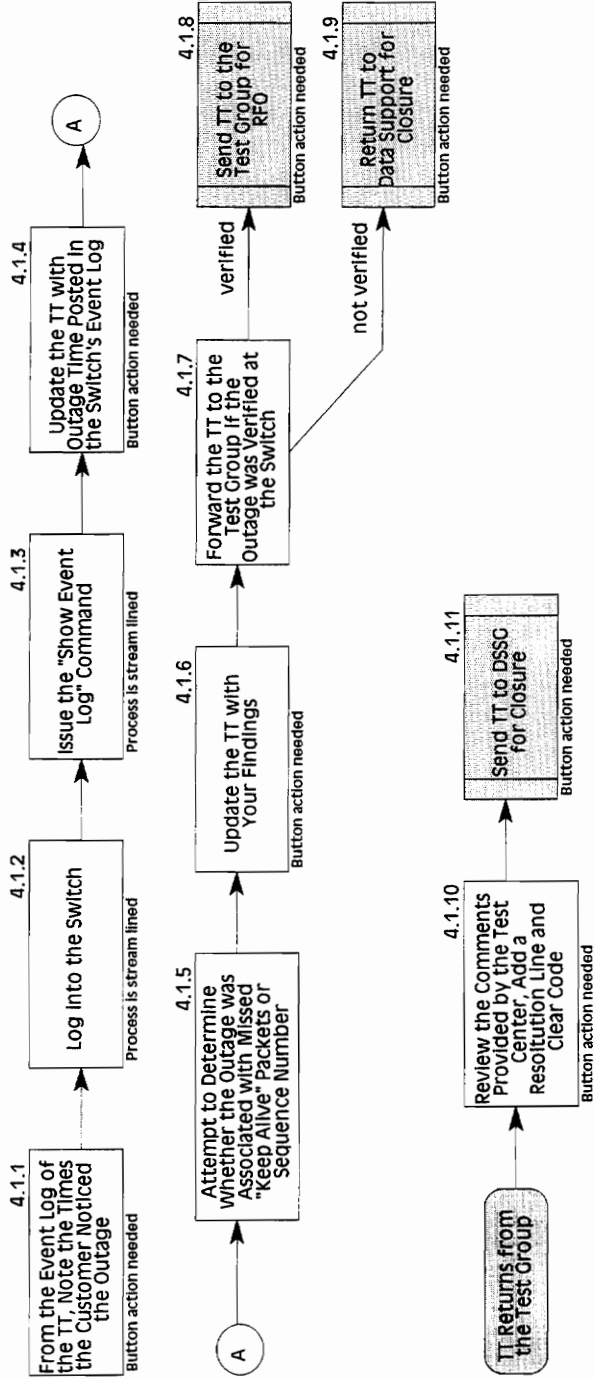 4.1.1
From the Event Log of
the TT, Note the Times
the Customer Noticed
the Outage
Button action needed
4.1.2
Log Into the Switch
Process is stream lined
4.1.3
Issue the "Show Event
Log" Command
Process is stream lined
4.1.4
Update the TT with
Outage Time Posted In
the Switch's Event Log
Button action needed
A
A
4.1.5
Attempt to Determine
Whether the Outage was
Associated with Missed
"Keep Alive" Packets or
Sequence Number
4.1.6
Update the TT with
Your Findings
Button action needed
4.1.7
Forward the TT to the
Test Group if the
Outage was Verified at
the Switch
verified
4.1.8
Send TT to the
Test Group for
RFO
Button action needed
not verified
4.1.9
Return TT to
Data Support for
Closure
Button action needed
TT Returns from
the Test Group
4.1.10
Review the Comments
Provided by the Test
Center, Add a
Resoltution Line and
Clear Code
Button action needed
4.1.11
Send TT to DSSG
for Closure
Button action needed